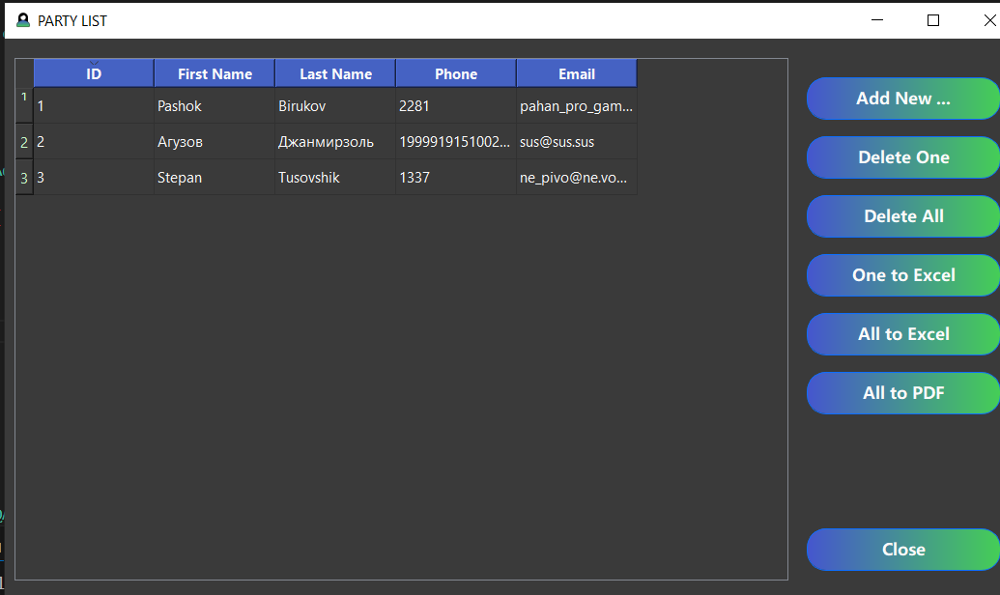 PARTY LIST
ID First Name Last Name Phone Email
1 1 Pashok Birukov 2281 pahan_pro_gam...
2 2 Агузов Джанмирзоль 1999919151002... sus@sus.sus
3 3 Stepan Tusovshik 1337 ne_pivo@ne.vo...
Add New ...
Delete One
Delete All
One to Excel
All to Excel
All to PDF
Close